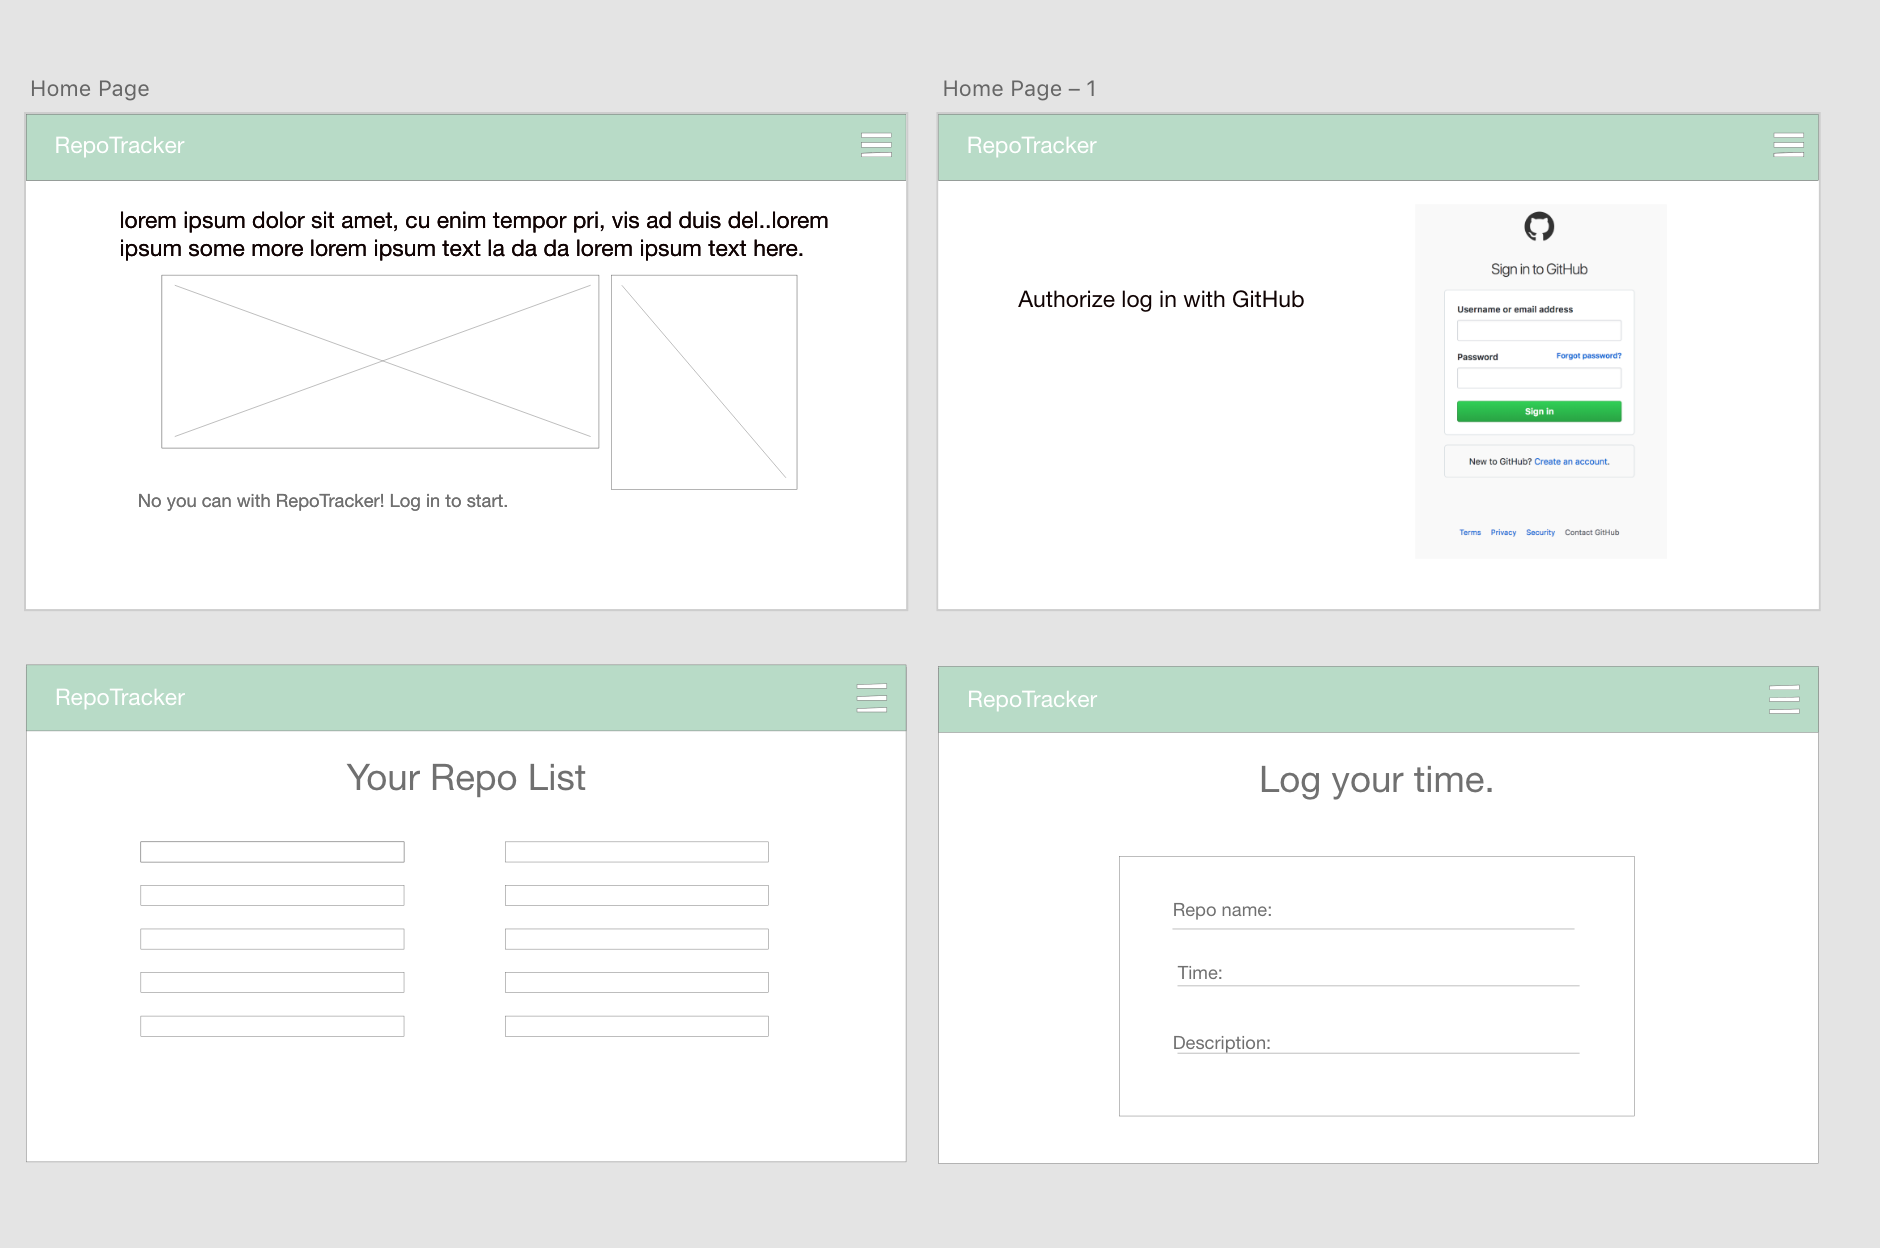 Home Page
RepoTracker
lorem ipsum dolor sit amet, cu enim tempor pri, vis ad duis del..lorem
ipsum some more lorem ipsum text la da da lorem ipsum text here.
No you can with RepoTracker! Log in to start.
Home Page – 1
RepoTracker
Authorize log in with GitHub
Sign in to GitHub
Username or email address
Password Forgot password?
Sign in
New to GitHub? Create an account.
Terms Privacy Security Contact GitHub
RepoTracker
Your Repo List
RepoTracker
Log your time.
Repo name:
Time:
Description: